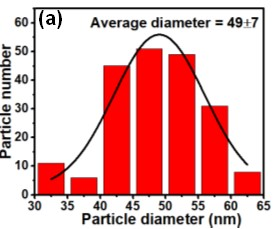 (a)
Average diameter = 49±7
Particle number
60
50
40
30
20
10
0
30 35 40 45 50 55 60 65
Particle diameter (nm)